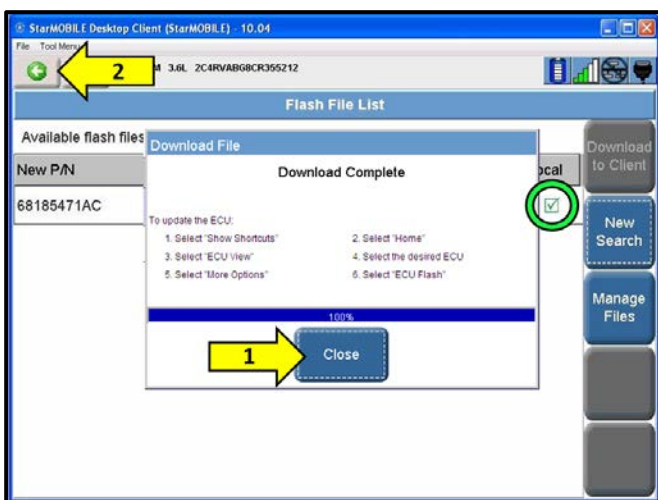 StarMOBILE Desktop Client (StarMOBILE) - 10.04
File Tool Menu
2
3.6L 2C4RVABG8CR355212
Flash File List
Available flash files
Download to Client
Download File
Download Complete
New P/N
68185471AC
To update the ECU:
1. Select "Show Shortcuts" 2. Select "Home"
3. Select "ECU View" 4. Select the desired ECU
5. Select "More Options" 6. Select "ECU Flash"
New Search
Manage Files
100%
1
Close